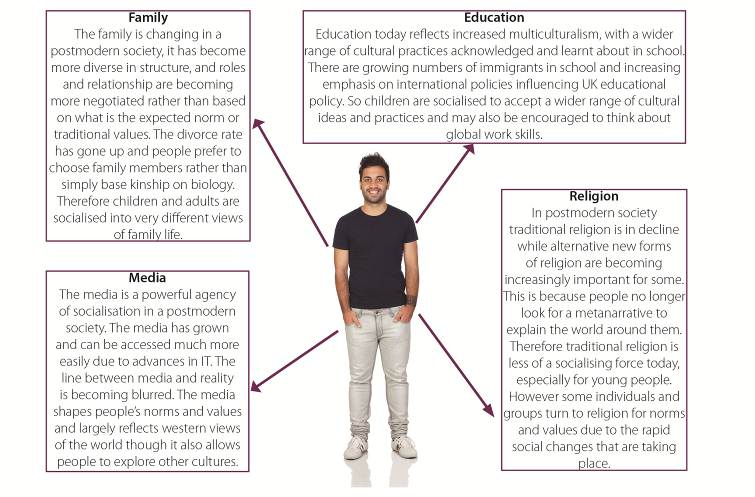 Family
The family is changing in a
postmodern society, it has become
more diverse in structure, and roles
and relationship are becoming
more negotiated rather than based
on what is the expected norm or
traditional values. The divorce rate
has gone up and people prefer to
choose family members rather than
simply base kinship on biology.
Therefore children and adults are
socialised into very different views
of family life.
Education
Education today reflects increased multiculturalism, with a wider
range of cultural practices acknowledged and learnt about in school.
There are growing numbers of immigrants in school and increasing
emphasis on international policies influencing UK educational
policy. So children are socialised to accept a wider range of cultural
ideas and practices and may also be encouraged to think about
global work skills.
Media
The media is a powerful agency
of socialisation in a postmodern
society. The media has grown
and can be accessed much more
easily due to advances in IT. The
line between media and reality
is becoming blurred. The media
shapes people's norms and values
and largely reflects western views
of the world though it also allows
people to explore other cultures.
Religion
In postmodern society
traditional religion is in decline
while alternative new forms
of religion are becoming
increasingly important for some.
This is because people no longer
look for a metanarrative to
explain the world around them.
Therefore traditional religion is
less of a socialising force today,
especially for young people.
However some individuals and
groups turn to religion for norms
and values due to the rapid
social changes that are taking
place.